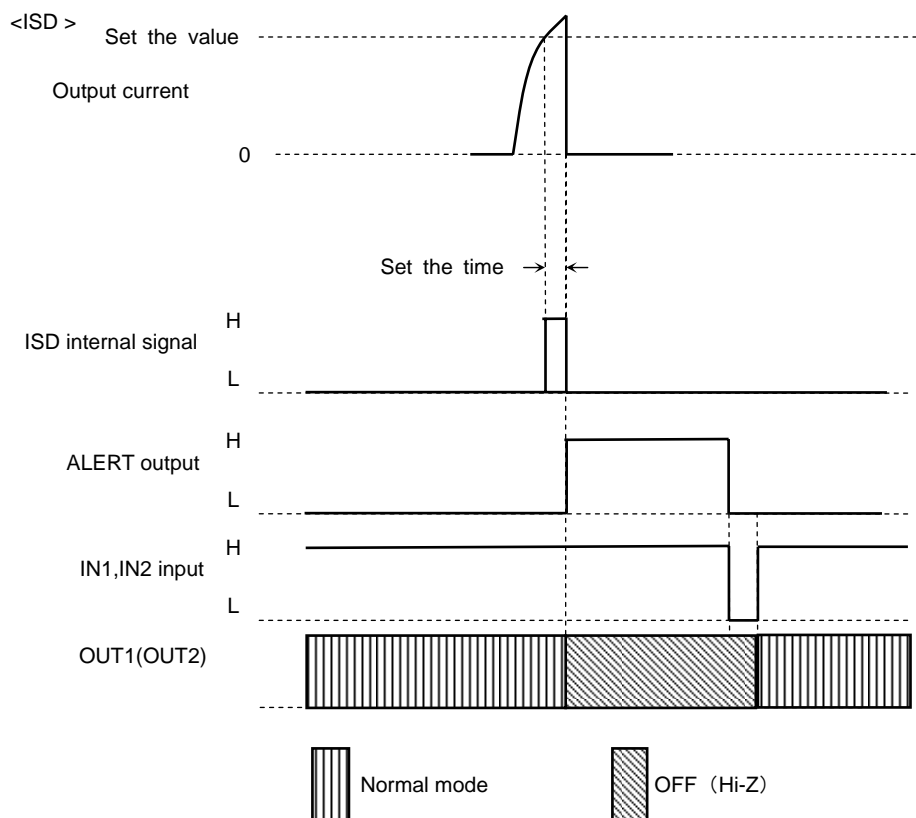 <ISD >
Set the value
Output current
0
Set the time
H
ISD internal signal
L
H
ALERT output
L
H
IN1,IN2 input
L
OUT1(OUT2)
Normal mode
OFF（Hi-Z）